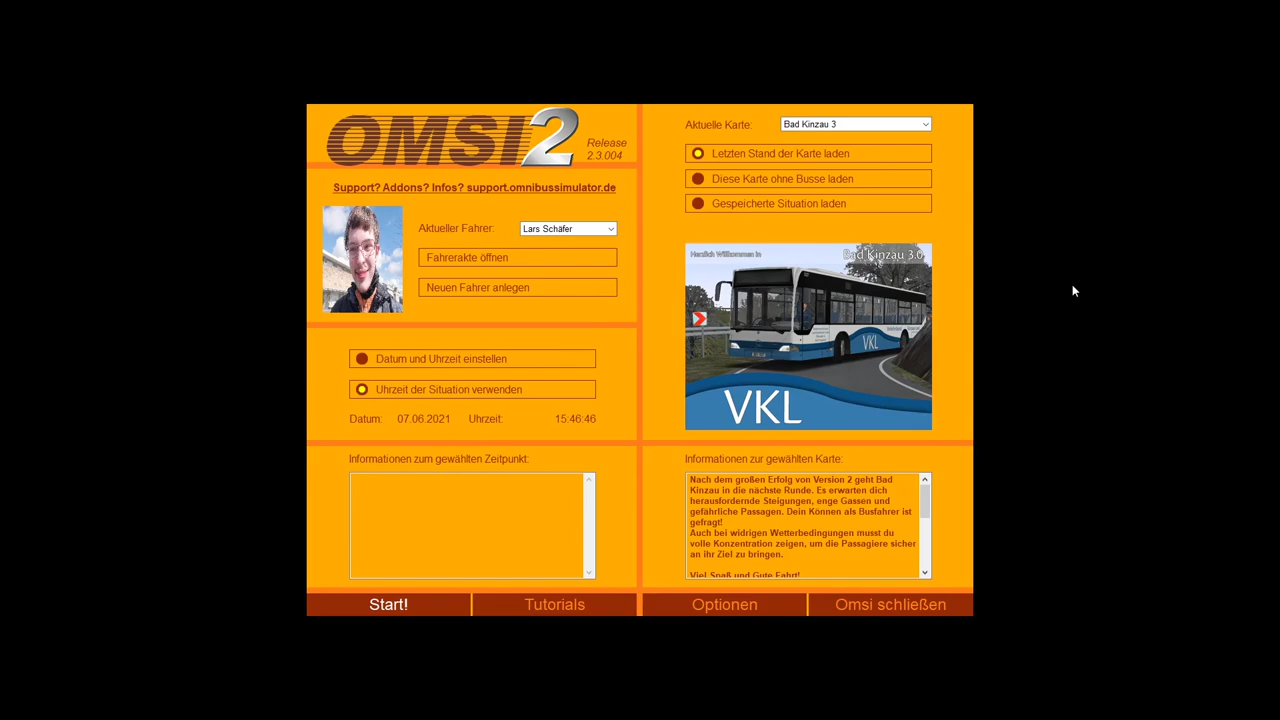 OMSI 2
Release
2.3.004
Support? Addons? Infos? support.omnibussimulator.de
Aktueller Fahrer:
Lars Schäfer
Fahrerakte öffnen
Neuen Fahrer anlegen
Datum und Uhrzeit einstellen
Uhrzeit der Situation verwenden
Datum: 07.06.2021 Uhrzeit: 15:46:46
Informationen zum gewählten Zeitpunkt:
Aktuelle Karte:
Bad Kinzau 3
Letzten Stand der Karte laden
Diese Karte ohne Busse laden
Gespeicherte Situation laden
Herzlich Willkommen in
Bad Kinzau 3.0
VKL
VKL
Informationen zur gewählten Karte:
Nach dem großen Erfolg von Version 2 geht Bad
Kinzau in die nächste Runde. Es erwarten dich
herausfordernde Steigungen, enge Gassen und
gefährliche Passagen. Dein Können als Busfahrer ist
gefragt!
Auch bei widrigen Wetterbedingungen musst du
volle Konzentration zeigen, um die Passagiere sicher
an ihr Ziel zu bringen.
Viel Spaß und Gute Fahrt!
Start!
Tutorials
Optionen
Omsi schließen